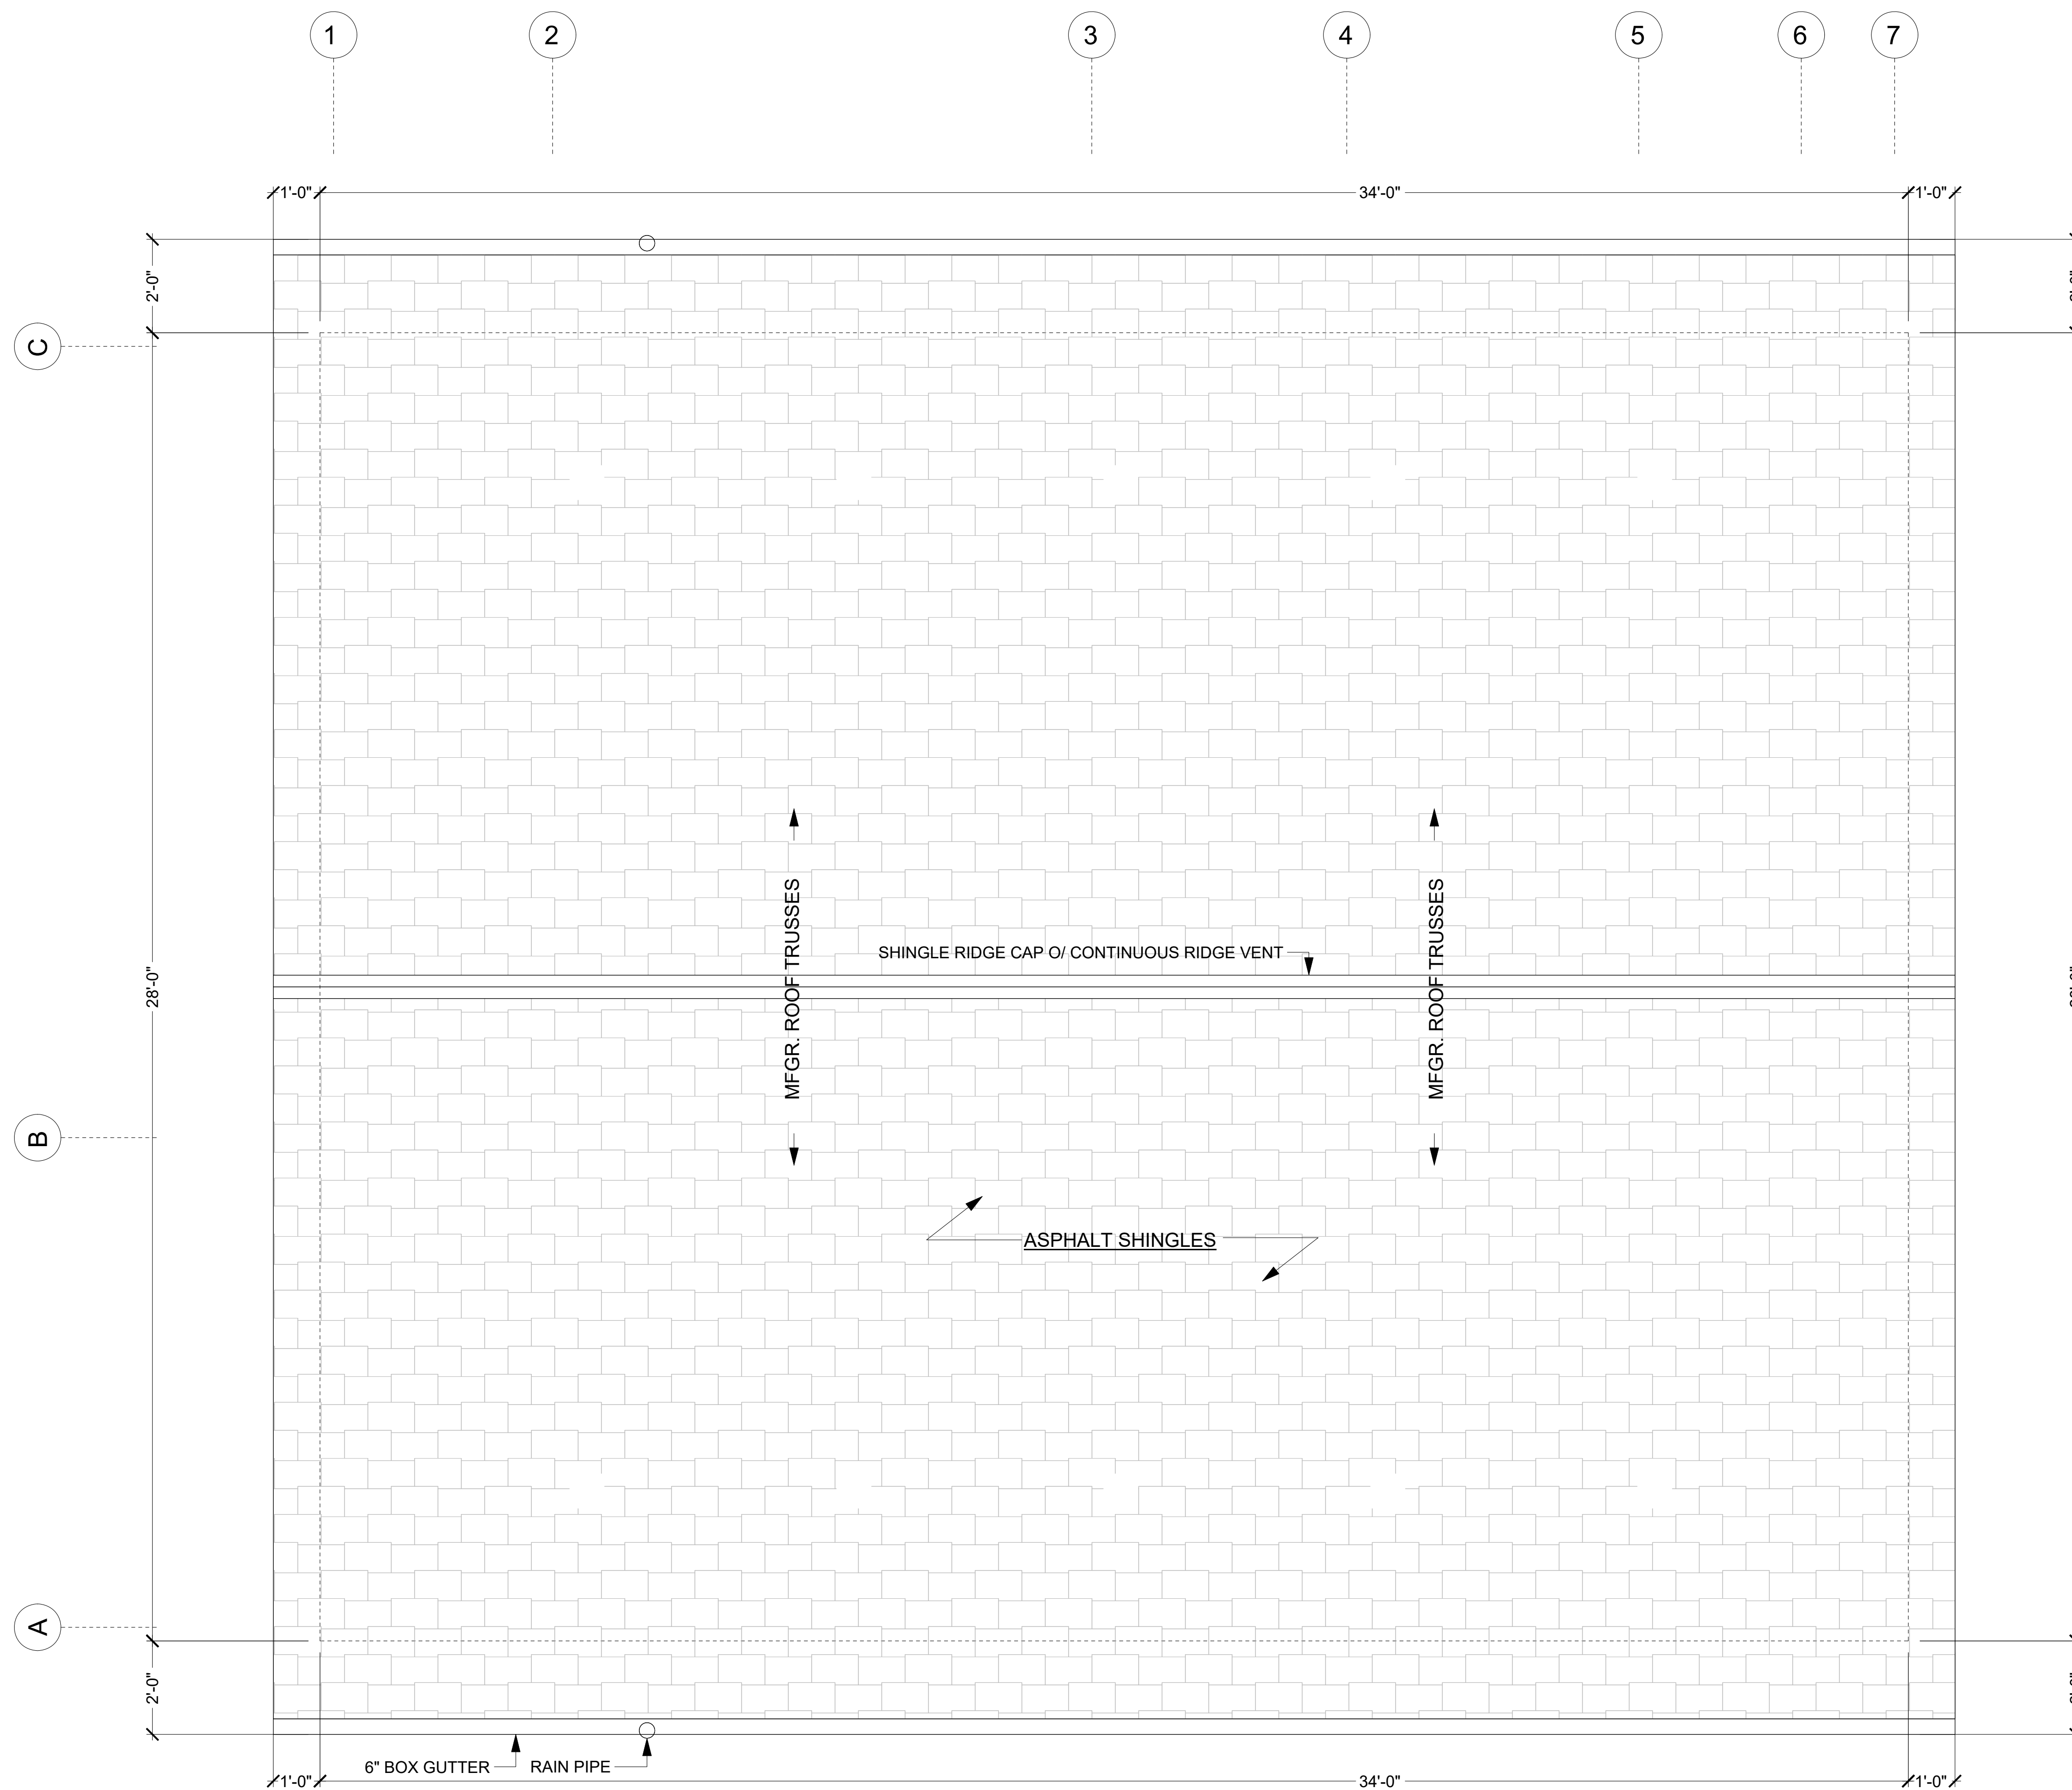 1
2
3
4
5
6
7
1'-0"
34'-0"
1'-0"
2'-0"
C
28'-0"
MFGR. ROOF TRUSSES
MFGR. ROOF TRUSSES
SHINGLE RIDGE CAP O/ CONTINUOUS RIDGE VENT
B
ASPHALT SHINGLES
A
2'-0"
6" BOX GUTTER
RAIN PIPE
1'-0"
34'-0"
1'-0"